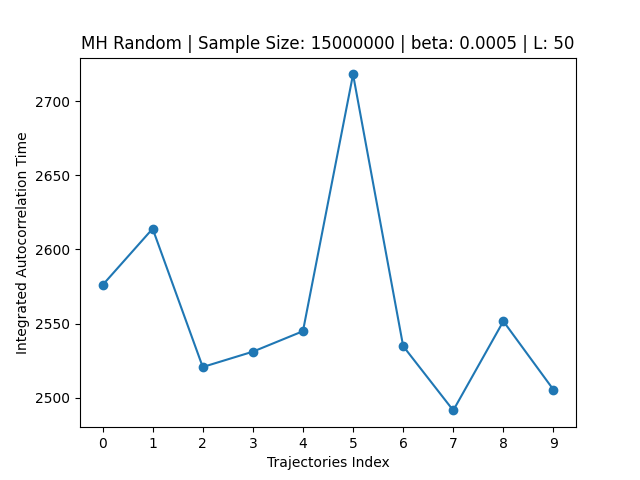 MH Random | Sample Size: 15000000 | beta: 0.0005 | L: 50
2700
2650
2600
2550
2500
Integrated Autocorrelation Time
0 1 2 3 4 5 6 7 8 9
Trajectories Index